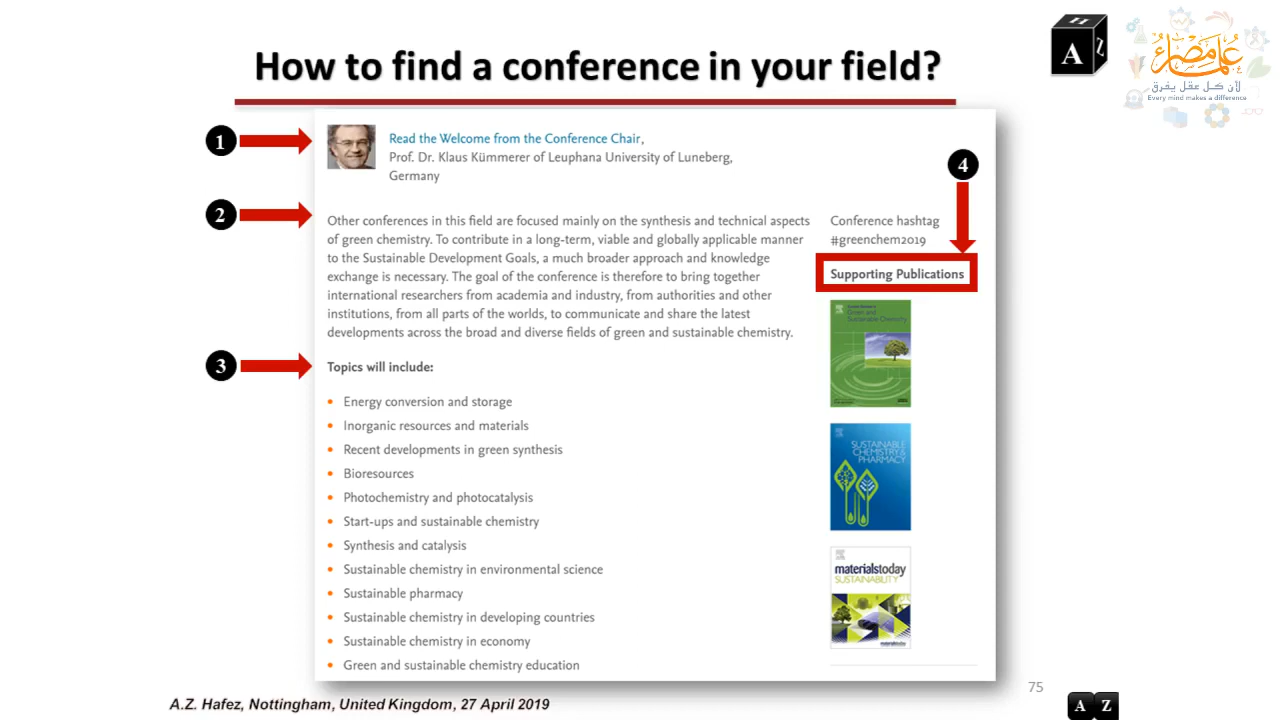 H
A
Z
علماء مصر
لأن كل عقل يفرق
Every mind makes a difference
How to find a conference in your field?
1
Read the Welcome from the Conference Chair,
Prof. Dr. Klaus Kümmerer of Leuphana University of Luneberg,
Germany
4
2
Other conferences in this field are focused mainly on the synthesis and technical aspects
of green chemistry. To contribute in a long-term, viable and globally applicable manner
to the Sustainable Development Goals, a much broader approach and knowledge
exchange is necessary. The goal of the conference is therefore to bring together
international researchers from academia and industry, from authorities and other
institutions, from all parts of the worlds, to communicate and share the latest
developments across the broad and diverse fields of green and sustainable chemistry.
Conference hashtag
#greenchem2019
Supporting Publications
Green and
Sustainable Chemistry
SUSTAINABLE
CHEMISTRY &
PHARMACY
materialstoday
SUSTAINABILITY
3
Topics will include:
• Energy conversion and storage
• Inorganic resources and materials
• Recent developments in green synthesis
• Bioresources
• Photochemistry and photocatalysis
• Start-ups and sustainable chemistry
• Synthesis and catalysis
• Sustainable chemistry in environmental science
• Sustainable pharmacy
• Sustainable chemistry in developing countries
• Sustainable chemistry in economy
• Green and sustainable chemistry education
75
A.Z. Hafez, Nottingham, United Kingdom, 27 April 2019
A Z